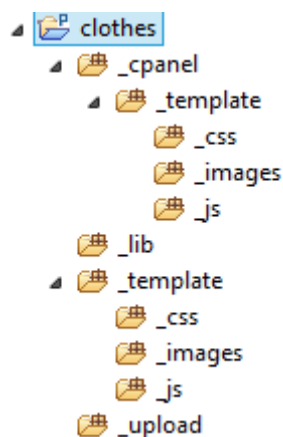 clothes
_cpanel
_template
_css
_images
_js
_lib
_template
_css
_images
_js
_upload